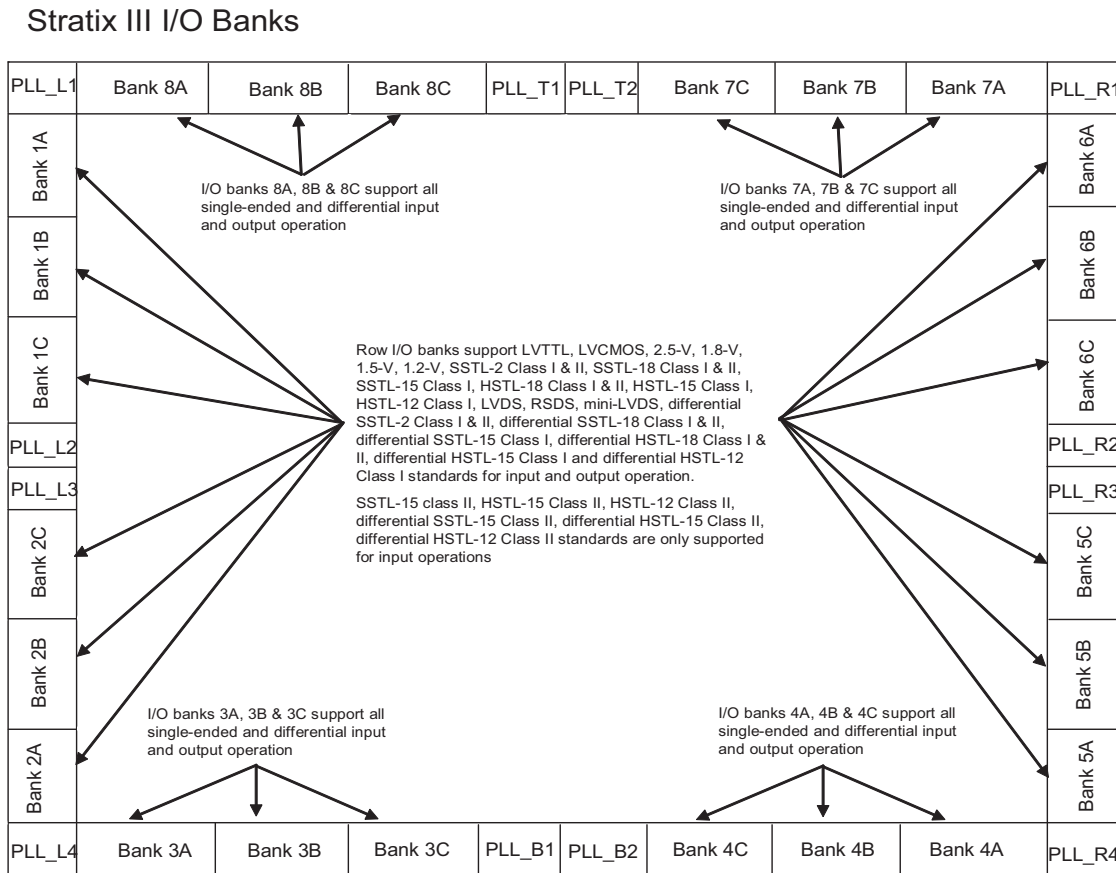 Stratix III I/O Banks
PLL_L1 Bank 8A Bank 8B Bank 8C PLL_T1 PLL_T2 Bank 7C Bank 7B Bank 7A PLL_R1
Bank 1A
Bank 1B
Bank 1C
PLL_L2
PLL_L3
Bank 2C
Bank 2B
Bank 2A
I/O banks 8A, 8B & 8C support all
single-ended and differential input
and output operation
I/O banks 7A, 7B & 7C support all
single-ended and differential input
and output operation
Row I/O banks support LVTTL, LVCMOS, 2.5-V, 1.8-V,
1.5-V, 1.2-V, SSTL-2 Class I & II, SSTL-18 Class I & II,
SSTL-15 Class I, HSTL-18 Class I & II, HSTL-15 Class I,
HSTL-12 Class I, LVDS, RSDS, mini-LVDS, differential
SSTL-2 Class I & II, differential SSTL-18 Class I & II,
differential SSTL-15 Class I, differential HSTL-18 Class I &
II, differential HSTL-15 Class I and differential HSTL-12
Class I standards for input and output operation.
SSTL-15 class II, HSTL-15 Class II, HSTL-12 Class II,
differential SSTL-15 Class II, differential HSTL-15 Class II,
differential HSTL-12 Class II standards are only supported
for input operations
I/O banks 3A, 3B & 3C support all
single-ended and differential input
and output operation
I/O banks 4A, 4B & 4C support all
single-ended and differential input
and output operation
Bank 6A
Bank 6B
Bank 6C
PLL_R2
PLL_R3
Bank 5C
Bank 5B
Bank 5A
PLL_L4 Bank 3A Bank 3B Bank 3C PLL_B1 PLL_B2 Bank 4C Bank 4B Bank 4A PLL_R4